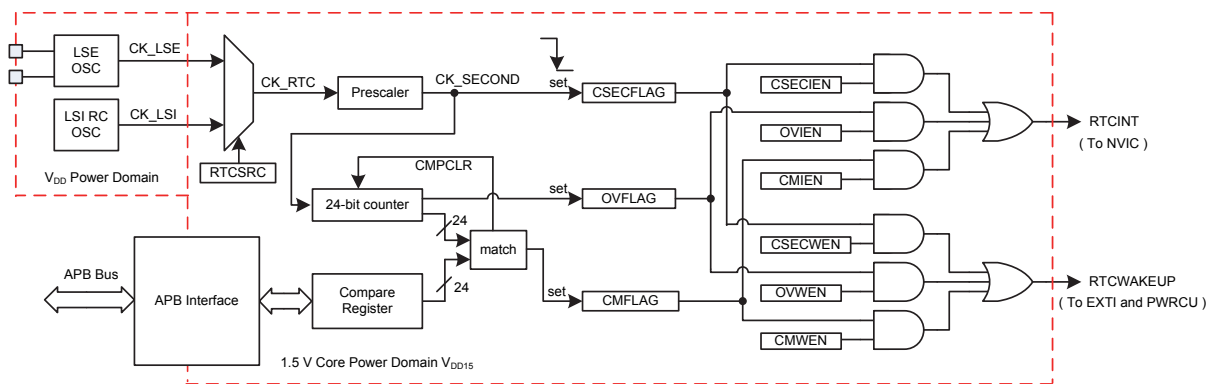 LSE
OSC
CK_LSE
LSI RC
OSC
CK_LSI
VDD Power Domain
RTCSRC
CK_RTC
Prescaler
CK_SECOND
set
CSECFLAG
CSECIEN
OVIEN
CMIEN
RTCINT
( To NVIC )
CMPCLR
24-bit counter
24
set
OVFLAG
match
CSECWEN
OVWEN
CMWEN
RTCWAKEUP
( To EXTI and PWRCU )
APB Bus
APB Interface
Compare
Register
24
set
CMFLAG
1.5 V Core Power Domain VDD15